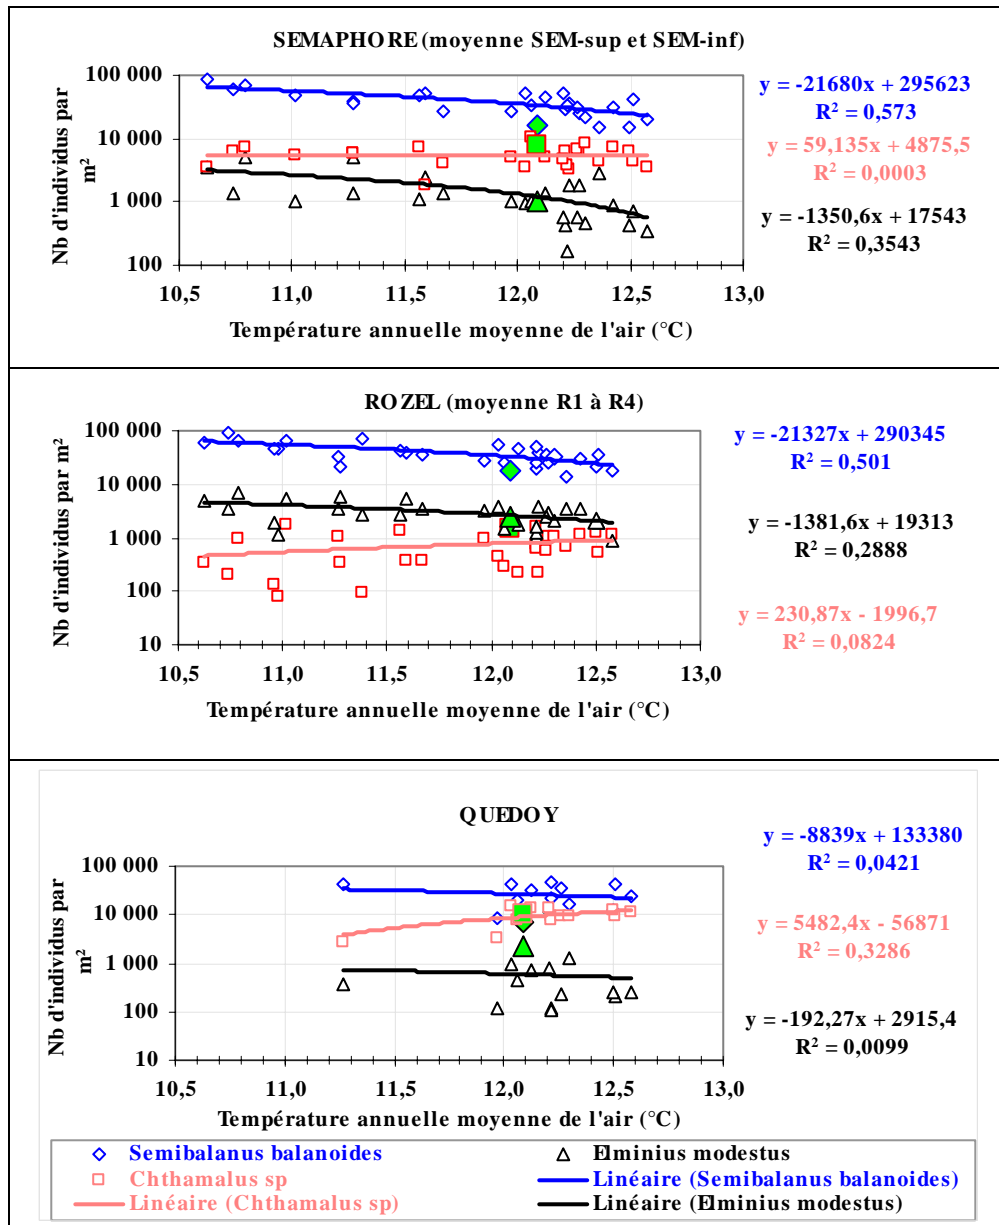 SEMAPHORE (moyenne SEM-sup et SEM-inf)
Nb d'individus par m²
100 000
10 000
1 000
100
10,5
11,0
11,5
12,0
12,5
13,0
Température annuelle moyenne de l'air (°C)
y = -21680x + 295623
R² = 0,573
y = 59,135x + 4875,5
R² = 0,0003
y = -1350,6x + 17543
R² = 0,3543
ROZEL (moyenne R1 à R4)
Nb d'individus par m²
100 000
10 000
1 000
100
10
10,5
11,0
11,5
12,0
12,5
13,0
Température annuelle moyenne de l'air (°C)
y = -21327x + 290345
R² = 0,501
y = -1381,6x + 19313
R² = 0,2888
y = 230,87x - 1996,7
R² = 0,0824
QUEDOY
Nb d'individus par m²
100 000
10 000
1 000
100
10
10,5
11,0
11,5
12,0
12,5
13,0
Température annuelle moyenne de l'air (°C)
y = -8839x + 133380
R² = 0,0421
y = 5482,4x - 56871
R² = 0,3286
y = -192,27x + 2915,4
R² = 0,0099
Semibalanus balanoides
Elminius modestus
Chthamalus sp
Linéaire (Semibalanus balanoides)
Linéaire (Chthamalus sp)
Linéaire (Elminius modestus)